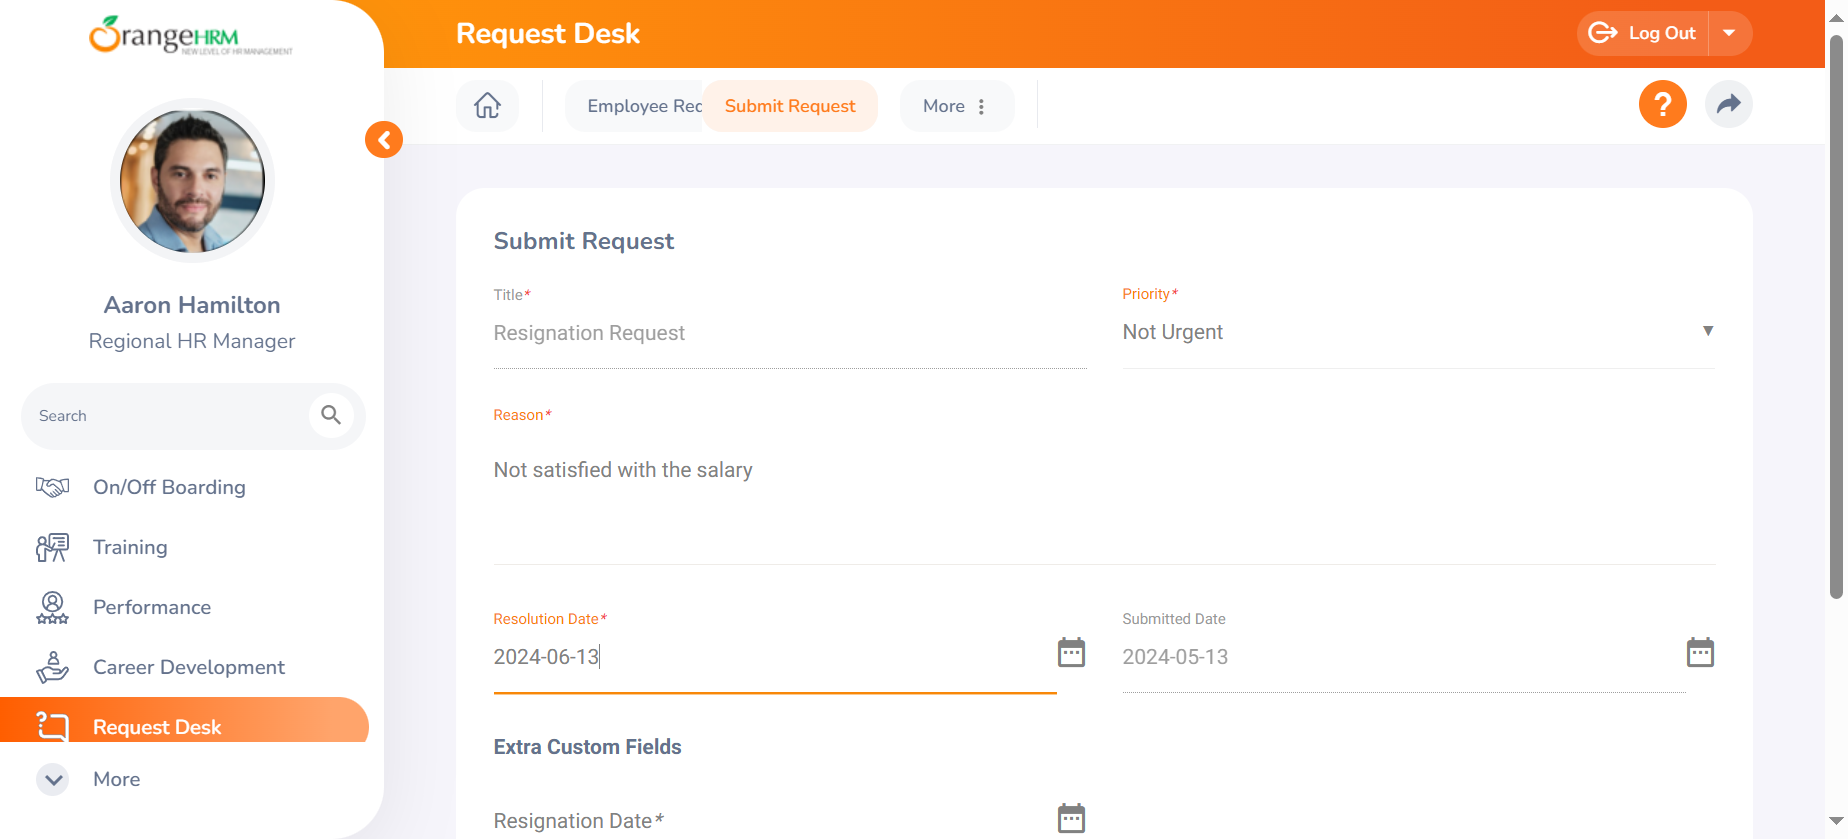 OrangeHRM
NEW LEVEL OF HR MANAGEMENT
Request Desk
Log Out
Employee Rec
Submit Request
More
?
Aaron Hamilton
Regional HR Manager
Search
On/Off Boarding
Training
Performance
Career Development
Request Desk
More
Submit Request
Title*
Priority*
Resignation Request
Not Urgent
Reason*
Not satisfied with the salary
Resolution Date*
Submitted Date
2024-06-13
2024-05-13
Extra Custom Fields
Resignation Date*